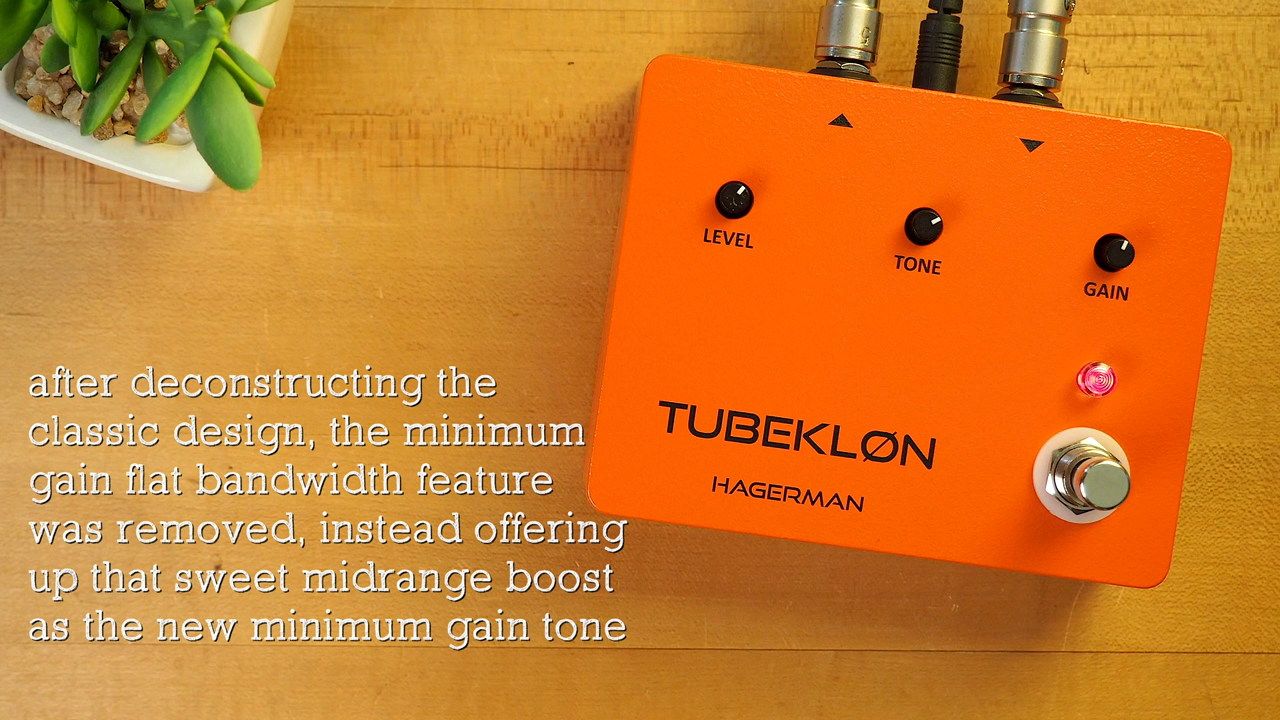 LEVEL
TONE
GAIN
TUBEKLØN
HAGERMAN
after deconstructing the
classic design, the minimum
gain flat bandwidth feature
was removed, instead offering
up that sweet midrange boost
as the new minimum gain tone